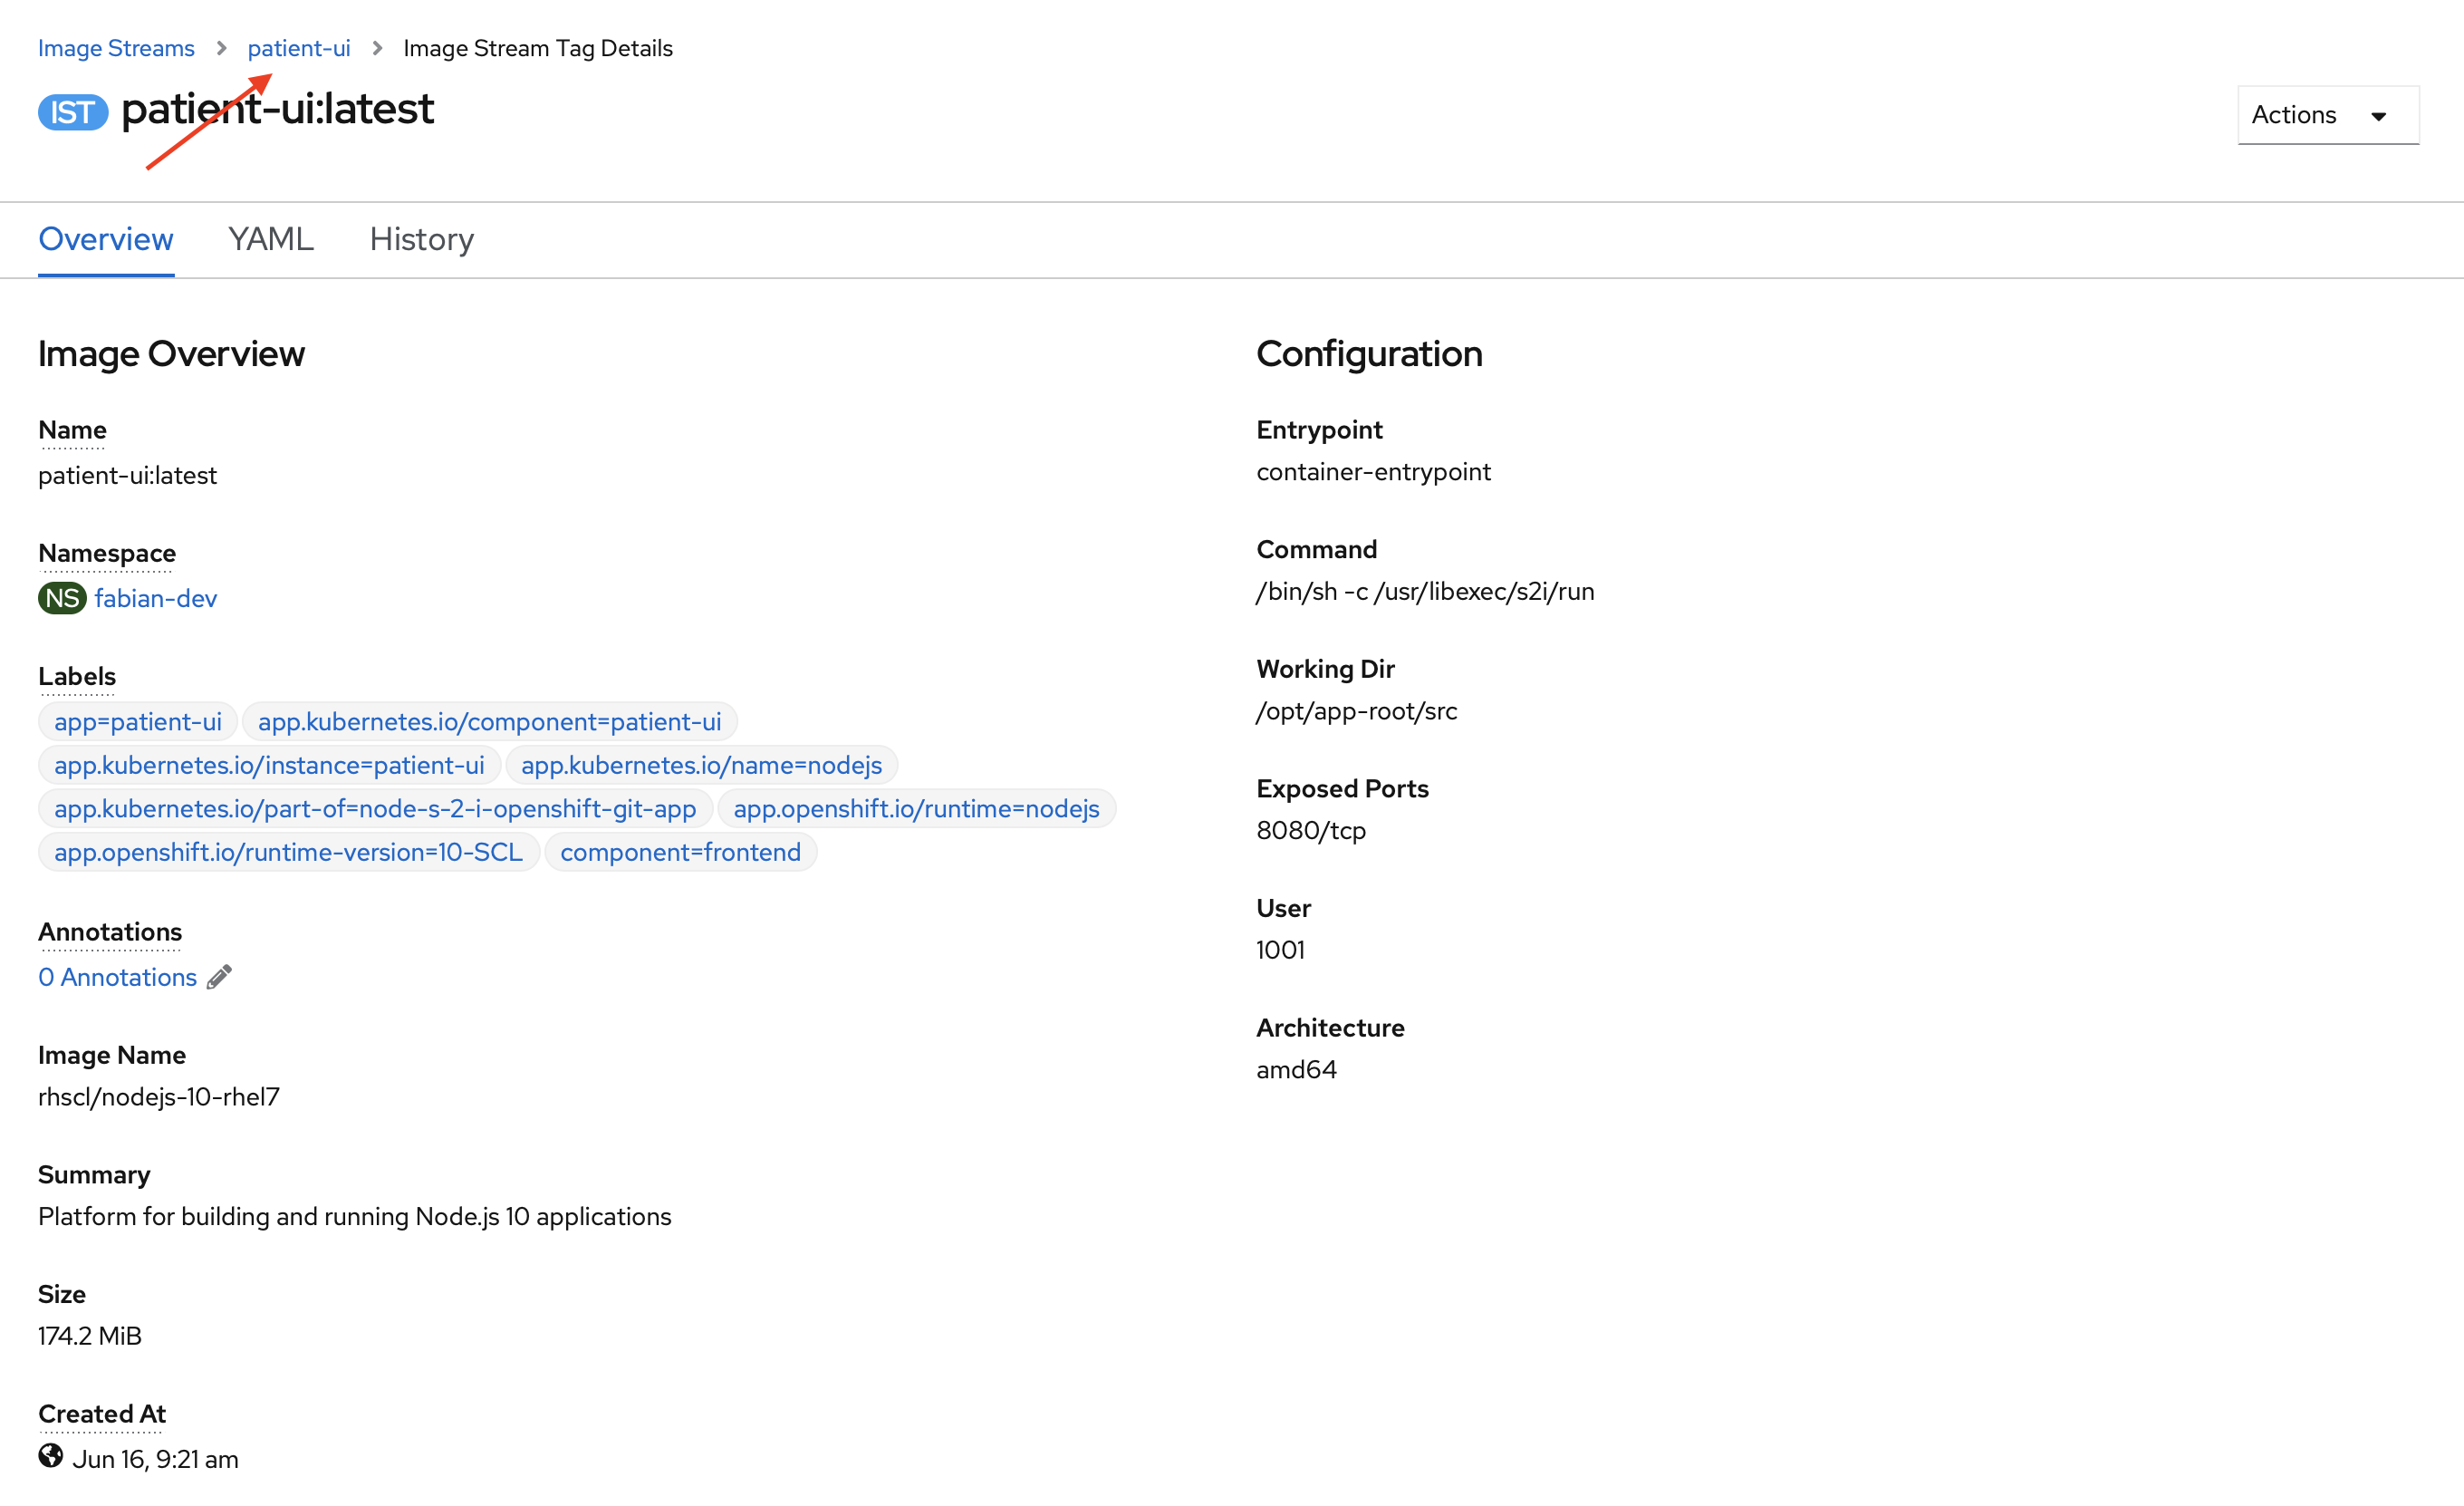 Image Streams > patient-ui > Image Stream Tag Details
IST patient-ui:latest
Actions
Overview YAML History
Image Overview
Name
patient-ui:latest
Namespace
NS fabian-dev
Labels
app=patient-ui app.kubernetes.io/component=patient-ui
app.kubernetes.io/instance=patient-ui app.kubernetes.io/name=nodejs
app.kubernetes.io/part-of=node-s-2-i-openshift-git-app app.openshift.io/runtime=nodejs
app.openshift.io/runtime-version=10-SCL component=frontend
Annotations
0 Annotations
Image Name
rhscl/nodejs-10-rhel7
Summary
Platform for building and running Node.js 10 applications
Size
174.2 MiB
Created At
Jun 16, 9:21 am
Configuration
Entrypoint
container-entrypoint
Command
/bin/sh -c /usr/libexec/s2i/run
Working Dir
/opt/app-root/src
Exposed Ports
8080/tcp
User
1001
Architecture
amd64